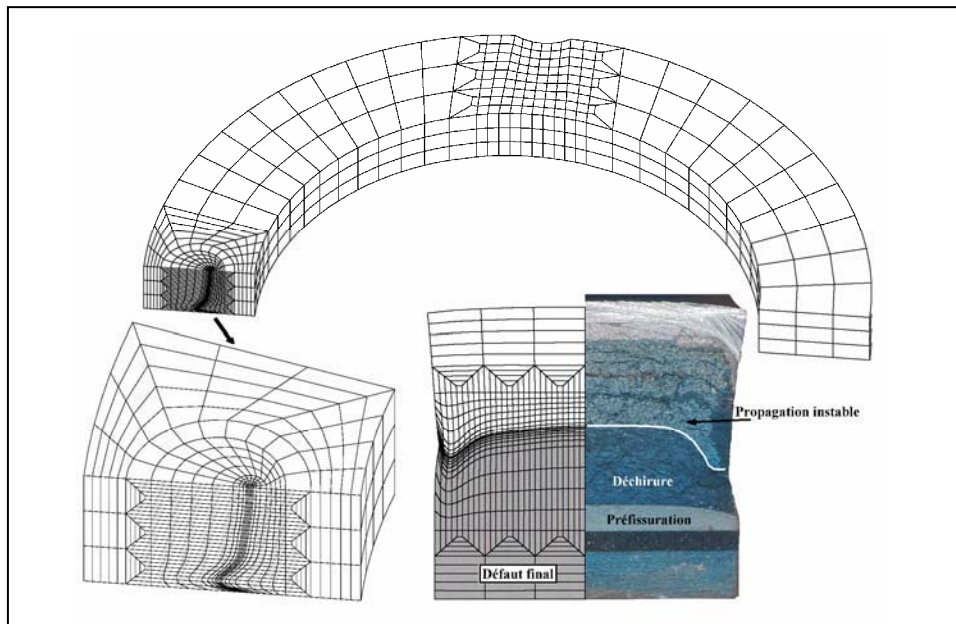 Propagation instable
Déchirure
Préfissuration
Défaut final